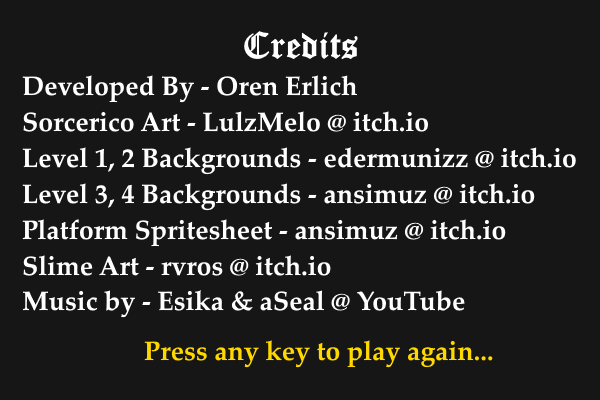 Credits
Developed By - Oren Erlich
Sorcerico Art - LulzMelo @ itch.io
Level 1, 2 Backgrounds - edermunizz @ itch.io
Level 3, 4 Backgrounds - ansimuz @ itch.io
Platform Spritesheet - ansimuz @ itch.io
Slime Art - rvros @ itch.io
Music by - Esika & aSeal @ YouTube
Press any key to play again...